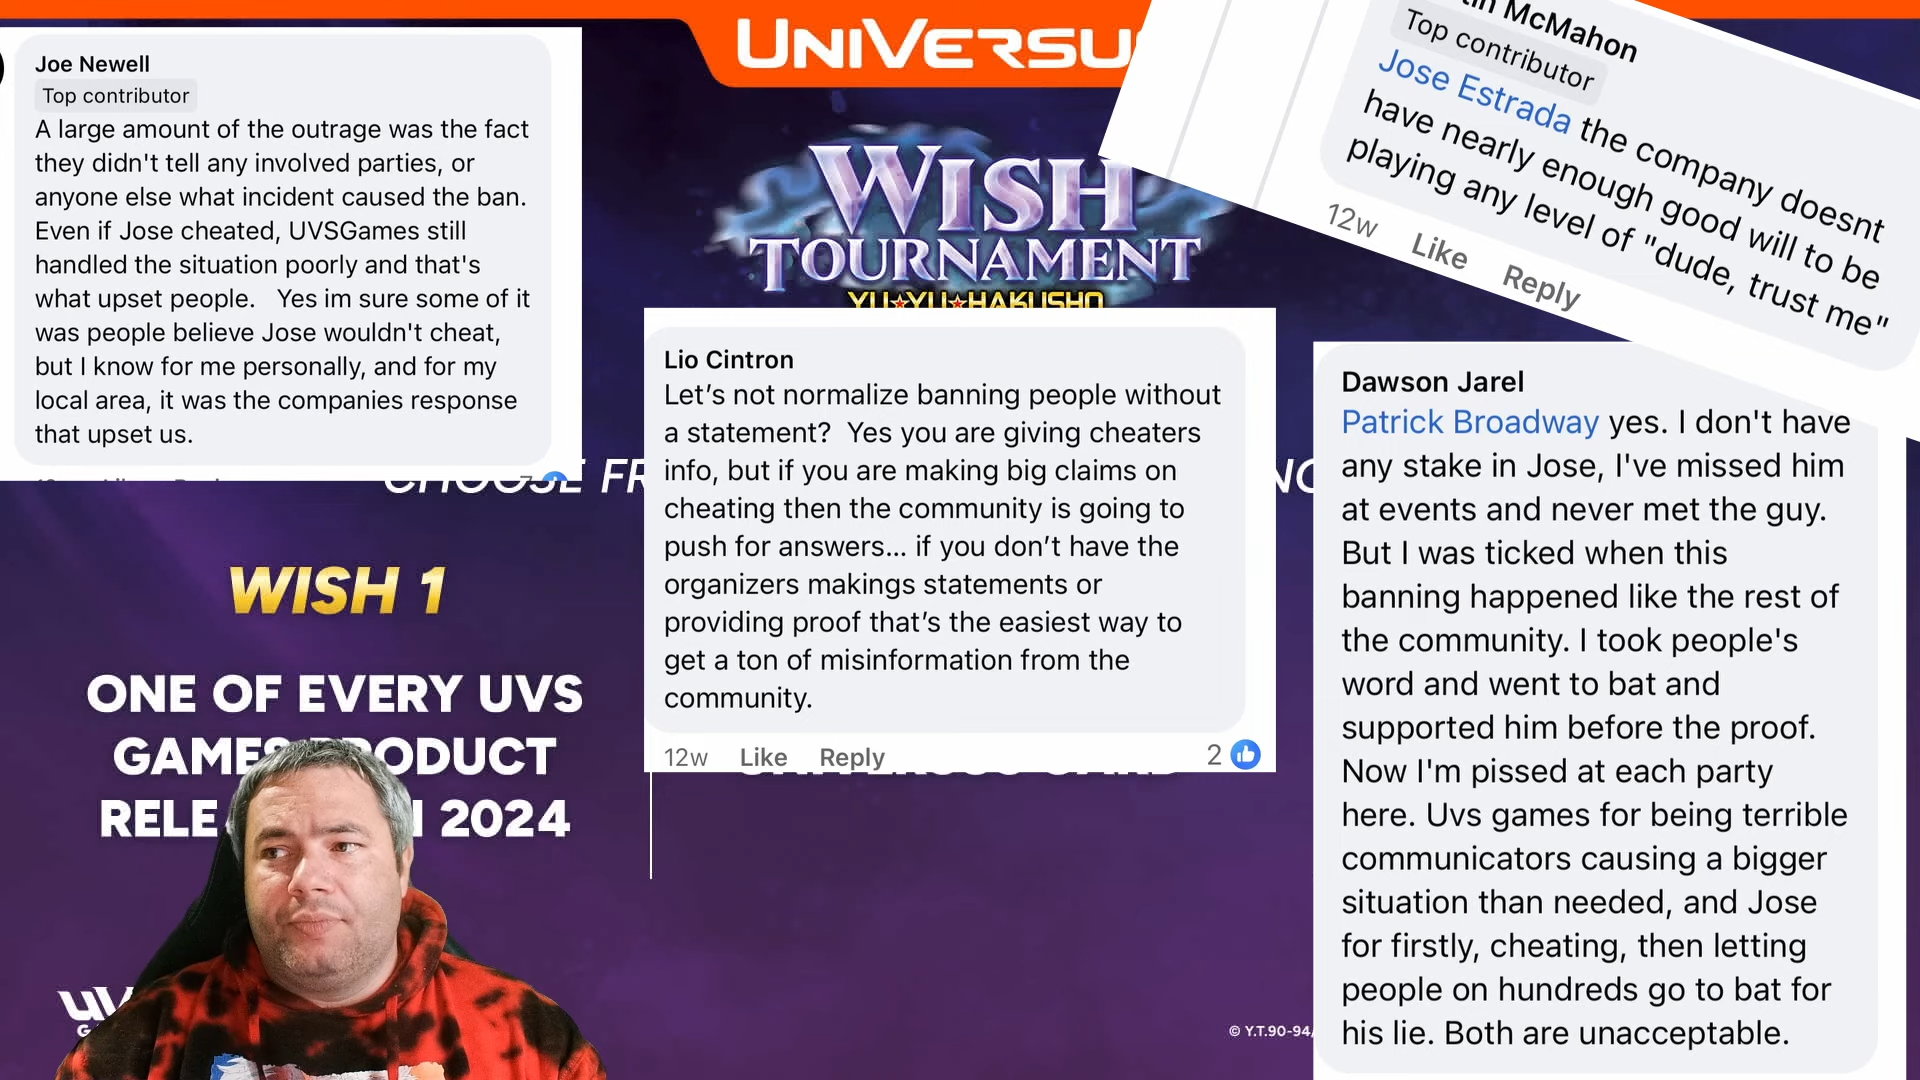 UNIVERSU
Joe Newell
Top contributor
A large amount of the outrage was the fact
they didn't tell any involved parties, or
anyone else what incident caused the ban.
Even if Jose cheated, UVSGames still
handled the situation poorly and that's
what upset people.   Yes im sure some of it
was people believe Jose wouldn't cheat,
but I know for me personally, and for my
local area, it was the companies response
that upset us.
WISH
TOURNAMENT
YU★YU★HAKUSHO
McMahon
Top contributor
Jose Estrada the company doesnt
have nearly enough good will to be
playing any level of "dude, trust me"
12w Like Reply
Lio Cintron
Let's not normalize banning people without
a statement?  Yes you are giving cheaters
info, but if you are making big claims on
cheating then the community is going to
push for answers... if you don't have the
organizers makings statements or
providing proof that's the easiest way to
get a ton of misinformation from the
community.
12w Like Reply 2
Dawson Jarel
Patrick Broadway yes. I don't have
any stake in Jose, I've missed him
at events and never met the guy.
But I was ticked when this
banning happened like the rest of
the community. I took people's
word and went to bat and
supported him before the proof.
Now I'm pissed at each party
here. Uvs games for being terrible
communicators causing a bigger
situation than needed, and Jose
for firstly, cheating, then letting
people on hundreds go to bat for
his lie. Both are unacceptable.
CHOOSE FR
WISH 1
ONE OF EVERY UVS
GAMES PRODUCT
RELE 2024
© Y.T.90-94/